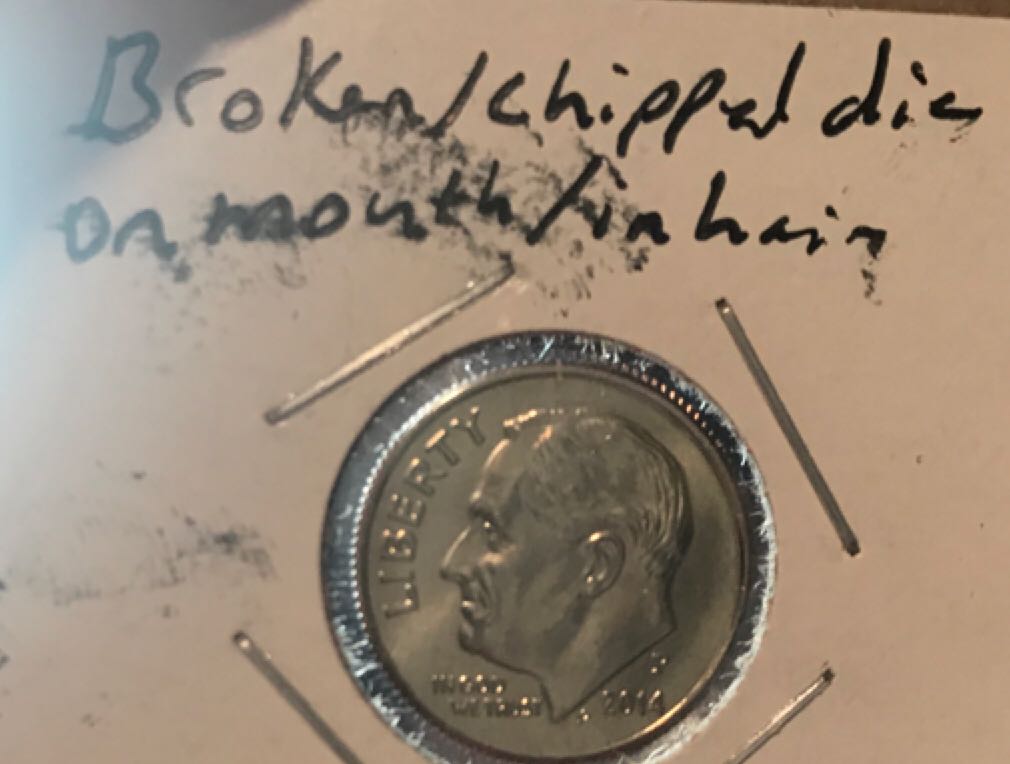 Broken/chipped die
on mouth/in hair
LIBERTY
P
IN GOD
WE TRUST
2014